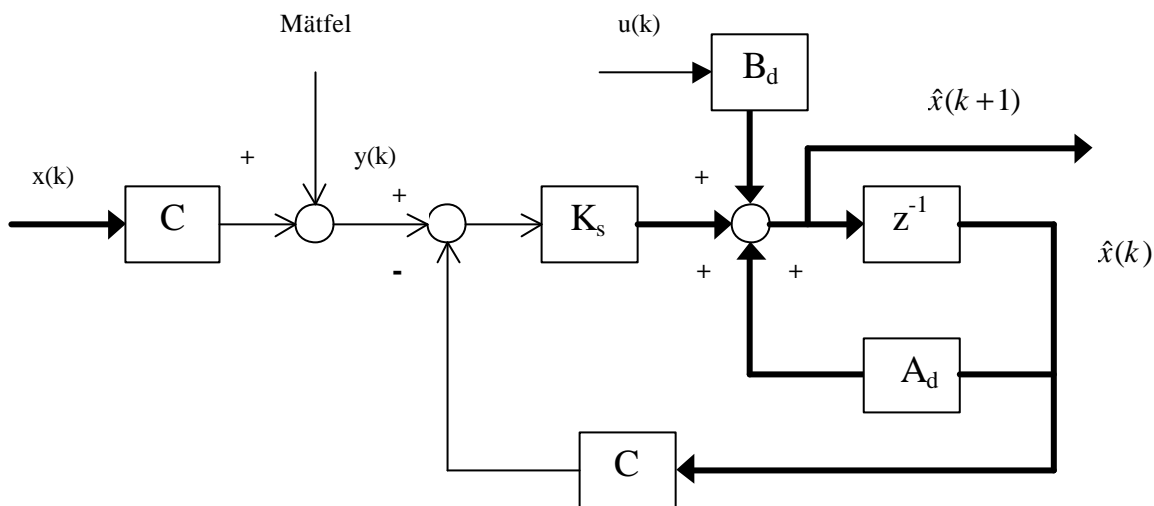 Mätfel
u(k)
B_d
x̂(k+1)
x(k)
+
y(k)
+
+
C
K_s
z⁻¹
-
+
+
x̂(k)
A_d
C